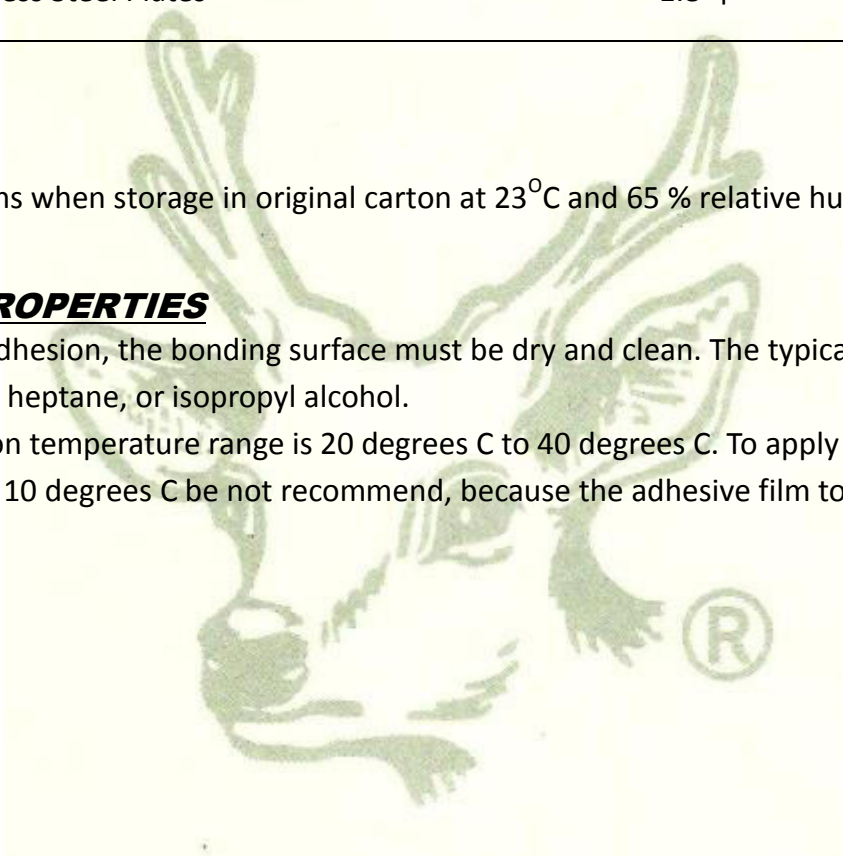 Steel Plates
ns when storage in original carton at 23°C and 65 % relative hu
ROPERTIES
dhesion, the bonding surface must be dry and clean. The typica
heptane, or isopropyl alcohol.
on temperature range is 20 degrees C to 40 degrees C. To apply
10 degrees C be not recommend, because the adhesive film to
®